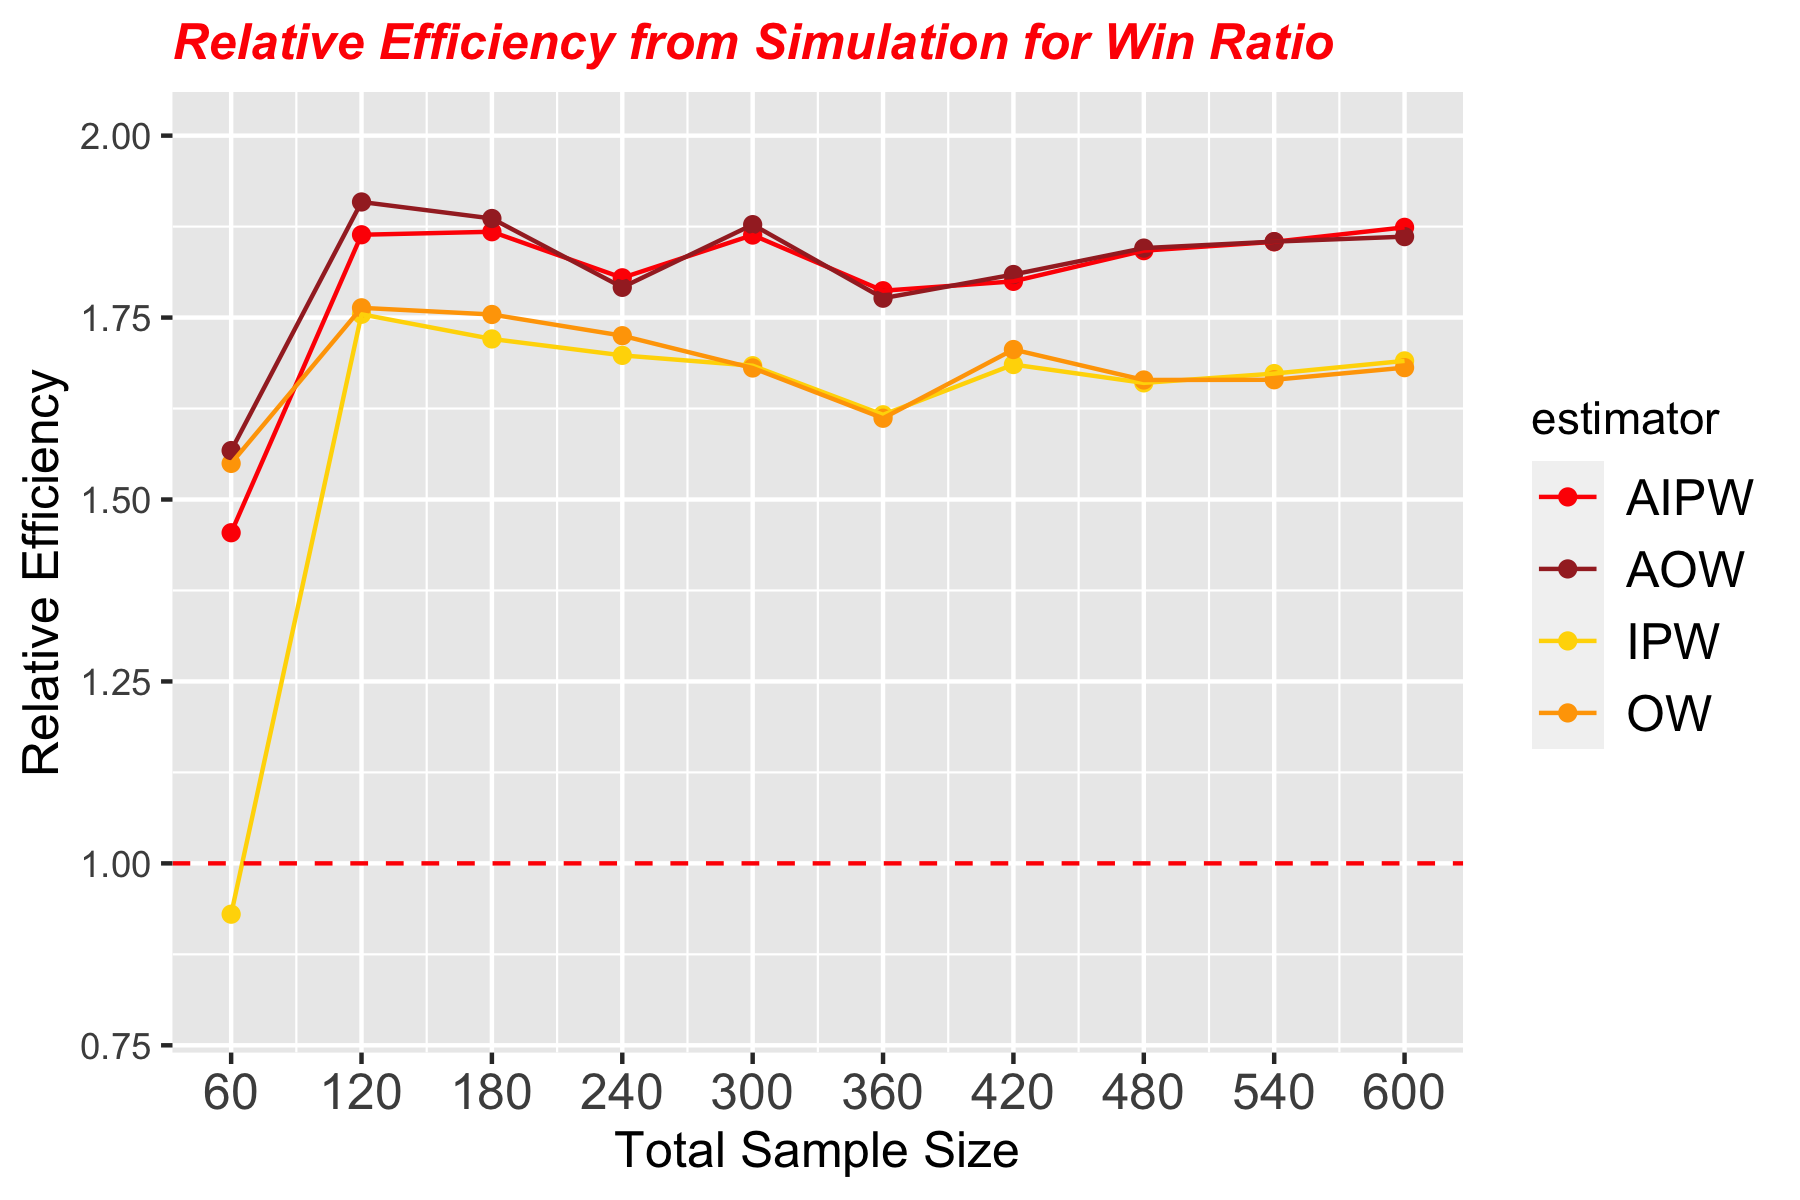 Relative Efficiency from Simulation for Win Ratio
Relative Efficiency
2.00
1.75
1.50
1.25
1.00
0.75
60 120 180 240 300 360 420 480 540 600
Total Sample Size
estimator
AIPW
AOW
IPW
OW